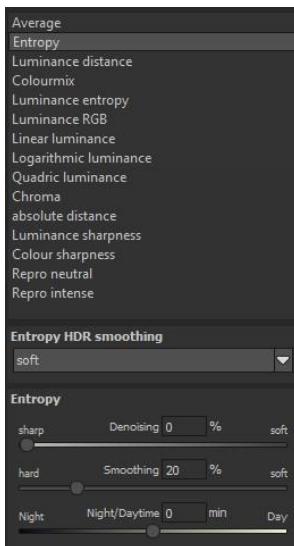 Average
Entropy
Luminance distance
Colourmix
Luminance entropy
Luminance RGB
Linear luminance
Logarithmic luminance
Quadric luminance
Chroma
absolute distance
Luminance sharpness
Colour sharpness
Repro neutral
Repro intense
Entropy HDR smoothing
soft
Entropy
sharp Denoising 0 % soft
hard Smoothing 20 % soft
Night Night/Daytime 0 min Day